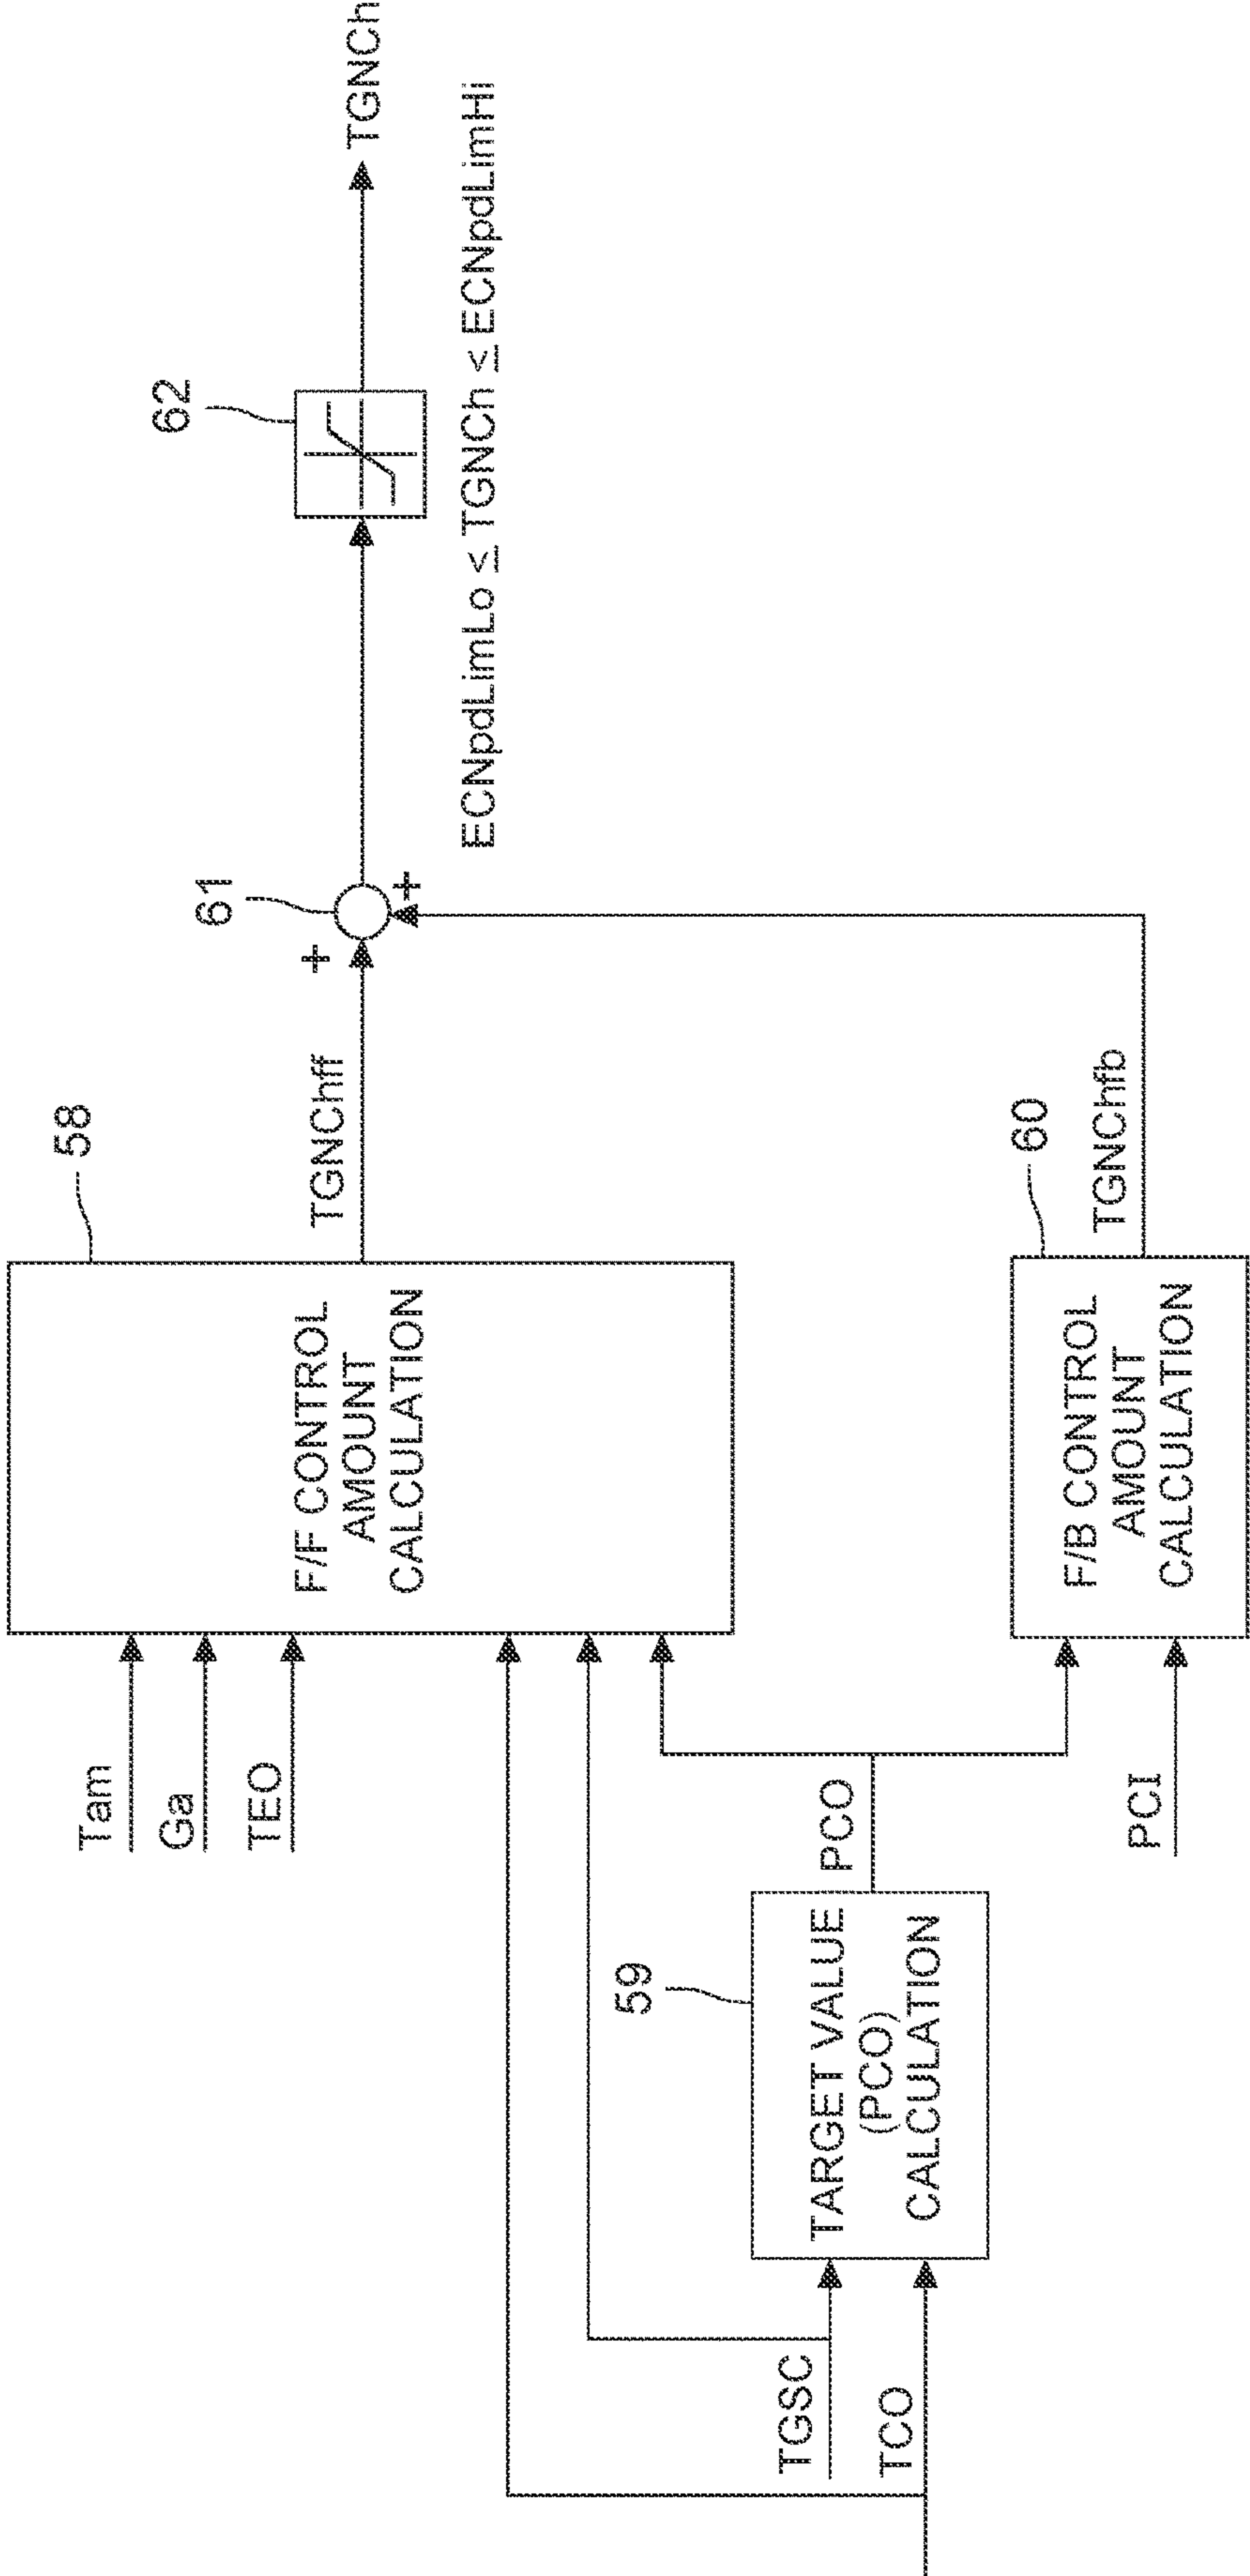 Tam
Ga
TEO
58
F/F CONTROL
AMOUNT
CALCULATION
TGNChff
+
61
+
62
TGNCh
ECNpdLimLo ≤ TGNCh ≤ ECNpdLimHi
TGSC
TCO
59
TARGET VALUE
(PCO)
CALCULATION
PCO
PCI
60
F/B CONTROL
AMOUNT
CALCULATION
TGNChfb